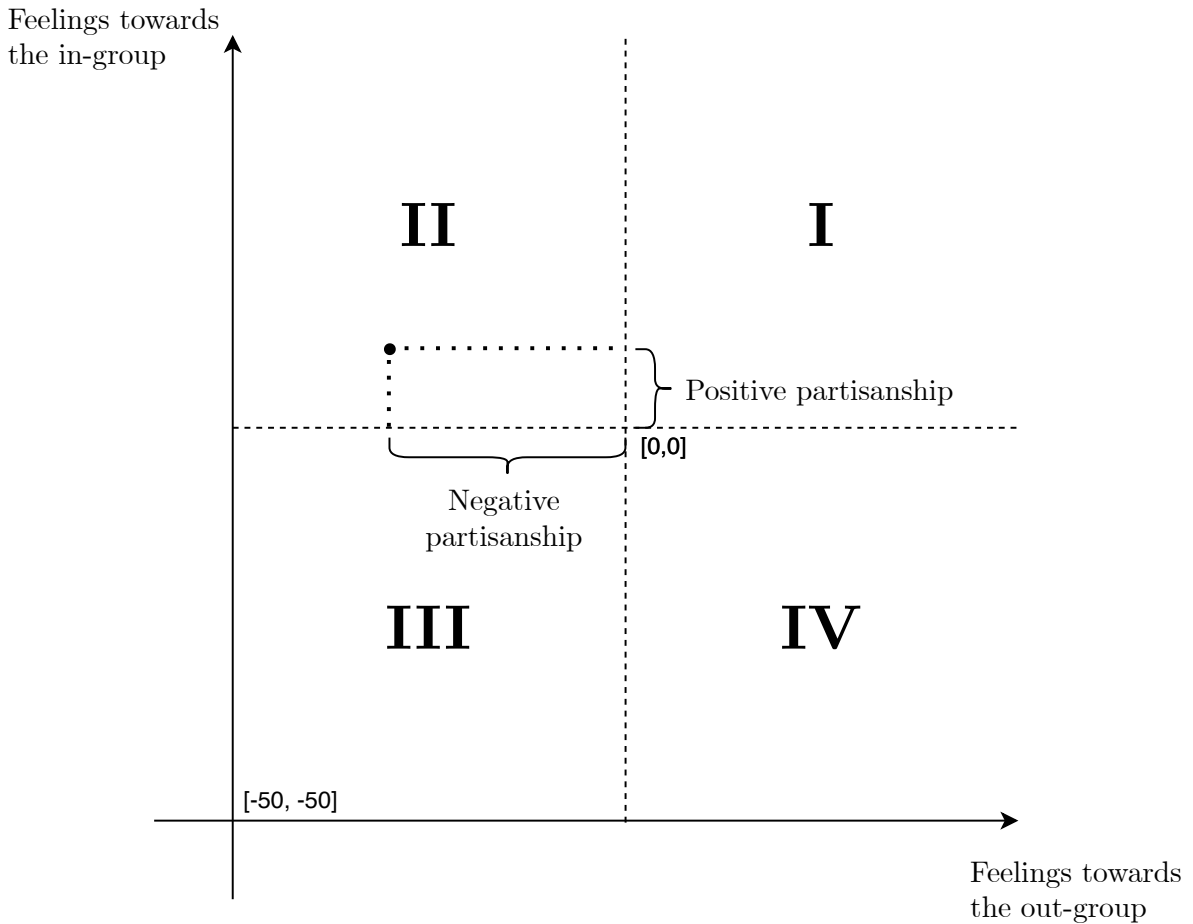 Feelings towards
the in-group
II
I
Positive partisanship
[0,0]
Negative
partisanship
III
IV
[-50, -50]
Feelings towards
the out-group